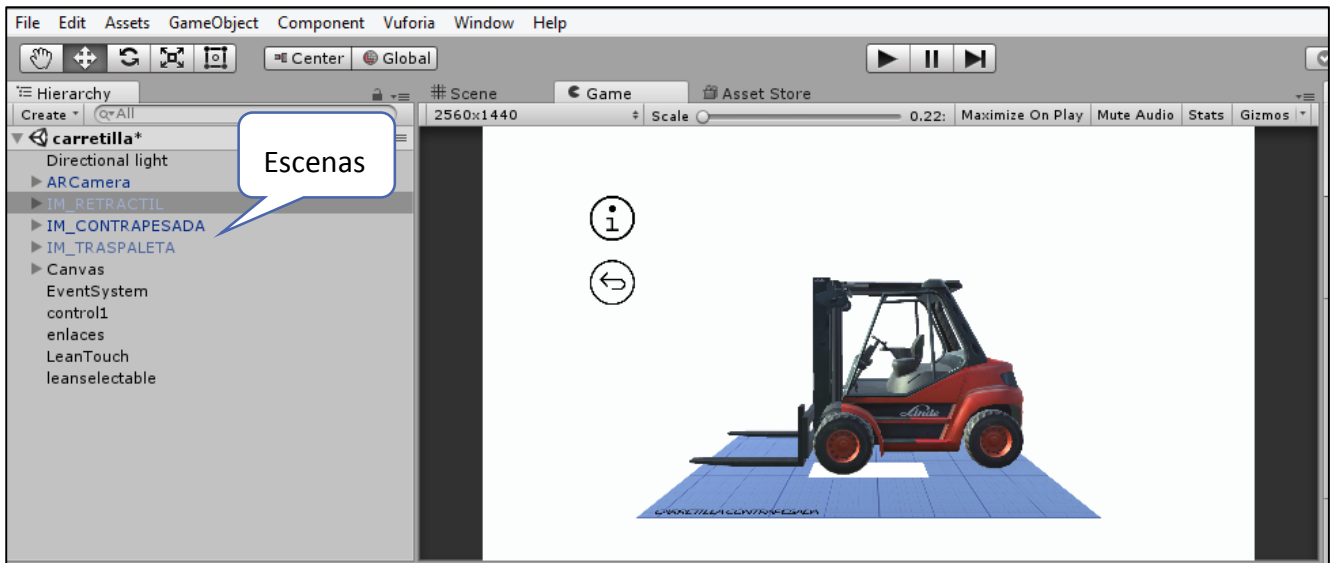 File Edit Assets GameObject Component Vuforia Window Help
Center Global
Hierarchy
Scene Game Asset Store
Create All
2560x1440 Scale 0.22: Maximize On Play Mute Audio Stats Gizmos
carretilla*
Directional light
ARCamera
IM_RETRACTIL
IM_CONTRAPESADA
IM_TRASPALETA
Canvas
EventSystem
control1
enlaces
LeanTouch
leanselectable
Escenas
i
CARRETILLA CONTRAPESADA